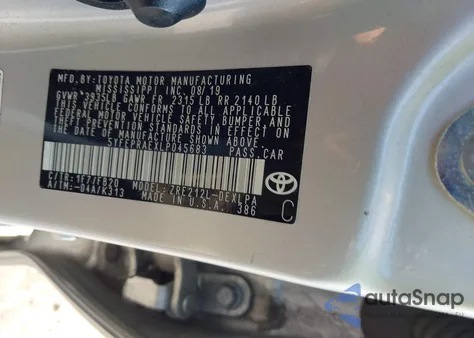 MFD. BY: TOYOTA MOTOR MANUFACTURING
MISSISSIPPI INC. 08/19
GVWR 3935LB GAWR FR 2315 LB RR 2140 LB
THIS VEHICLE CONFORMS TO ALL APPLICABLE
FEDERAL MOTOR VEHICLE SAFETY, BUMPER, AND
THEFT PREVENTION STANDARDS IN EFFECT ON
THE DATE OF MANUFACTURE SHOWN ABOVE.
5YFEPRAEXLP045683 PASS.CAR
C/TR: 1F7/FB20 MODEL: ZRE212L-DEXLPA
A/TM: -04A/K313 MADE IN U.S.A. 386
TOYOTA
C
autoSnap